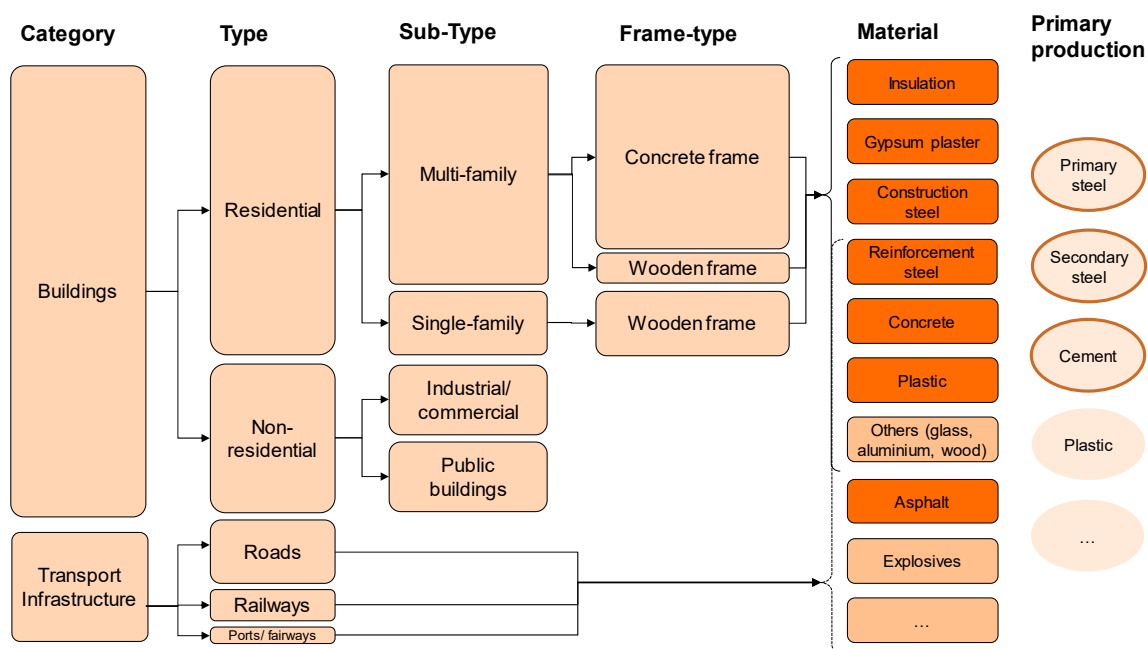 Category
Type
Sub-Type
Frame-type
Material
Primary
production
Buildings
Transport
Infrastructure
Residential
Non-
residential
Roads
Railways
Ports/ fairways
Multi-family
Single-family
Industrial/
commercial
Public
buildings
Concrete frame
Wooden frame
Wooden frame
Insulation
Gypsum plaster
Construction
steel
Reinforcement
steel
Concrete
Plastic
Others (glass,
aluminium, wood)
Asphalt
Explosives
...
Primary
steel
Secondary
steel
Cement
Plastic
...